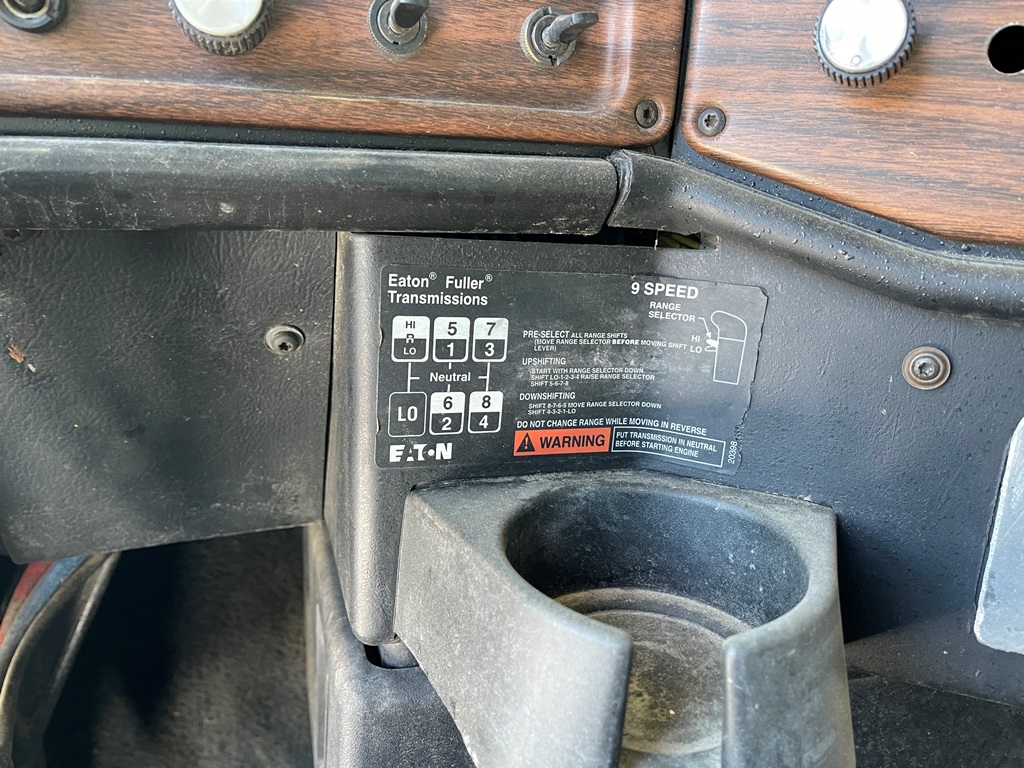 Eaton® Fuller®
Transmissions
9 SPEED
RANGE
SELECTOR
HI
LO
HI 5 7
R
LO 1 3
Neutral
LO 6 8
2 4
EATON
PRE-SELECT ALL RANGE SHIFTS
(MOVE RANGE SELECTOR BEFORE MOVING SHIFT
LEVER)
UPSHIFTING
START WITH RANGE SELECTOR DOWN
SHIFT LO-1-2-3-4 RAISE RANGE SELECTOR
SHIFT 5-6-7-8
DOWNSHIFTING
SHIFT 8-7-6-5 MOVE RANGE SELECTOR DOWN
SHIFT 4-3-2-1-LO
DO NOT CHANGE RANGE WHILE MOVING IN REVERSE
WARNING
PUT TRANSMISSION IN NEUTRAL
BEFORE STARTING ENGINE
20398